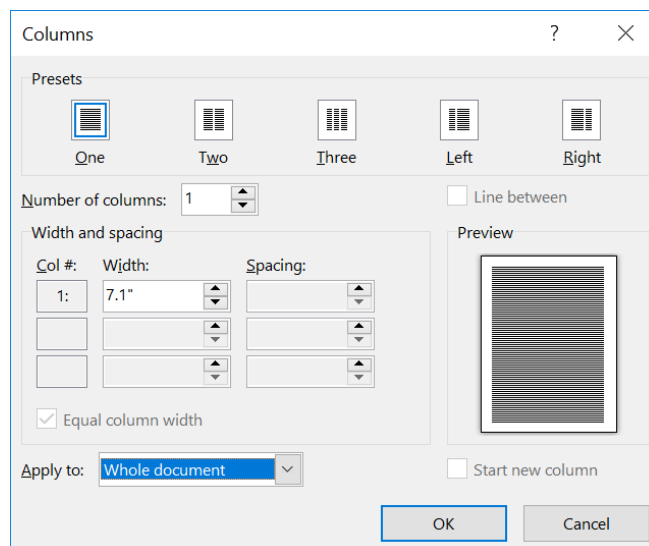 Columns ?
Presets
One Two Three Left Right
Number of columns: 1 Line between
Width and spacing Preview
Col #: Width: Spacing:
1: 7.1"
Equal column width
Apply to: Whole document Start new column
OK Cancel